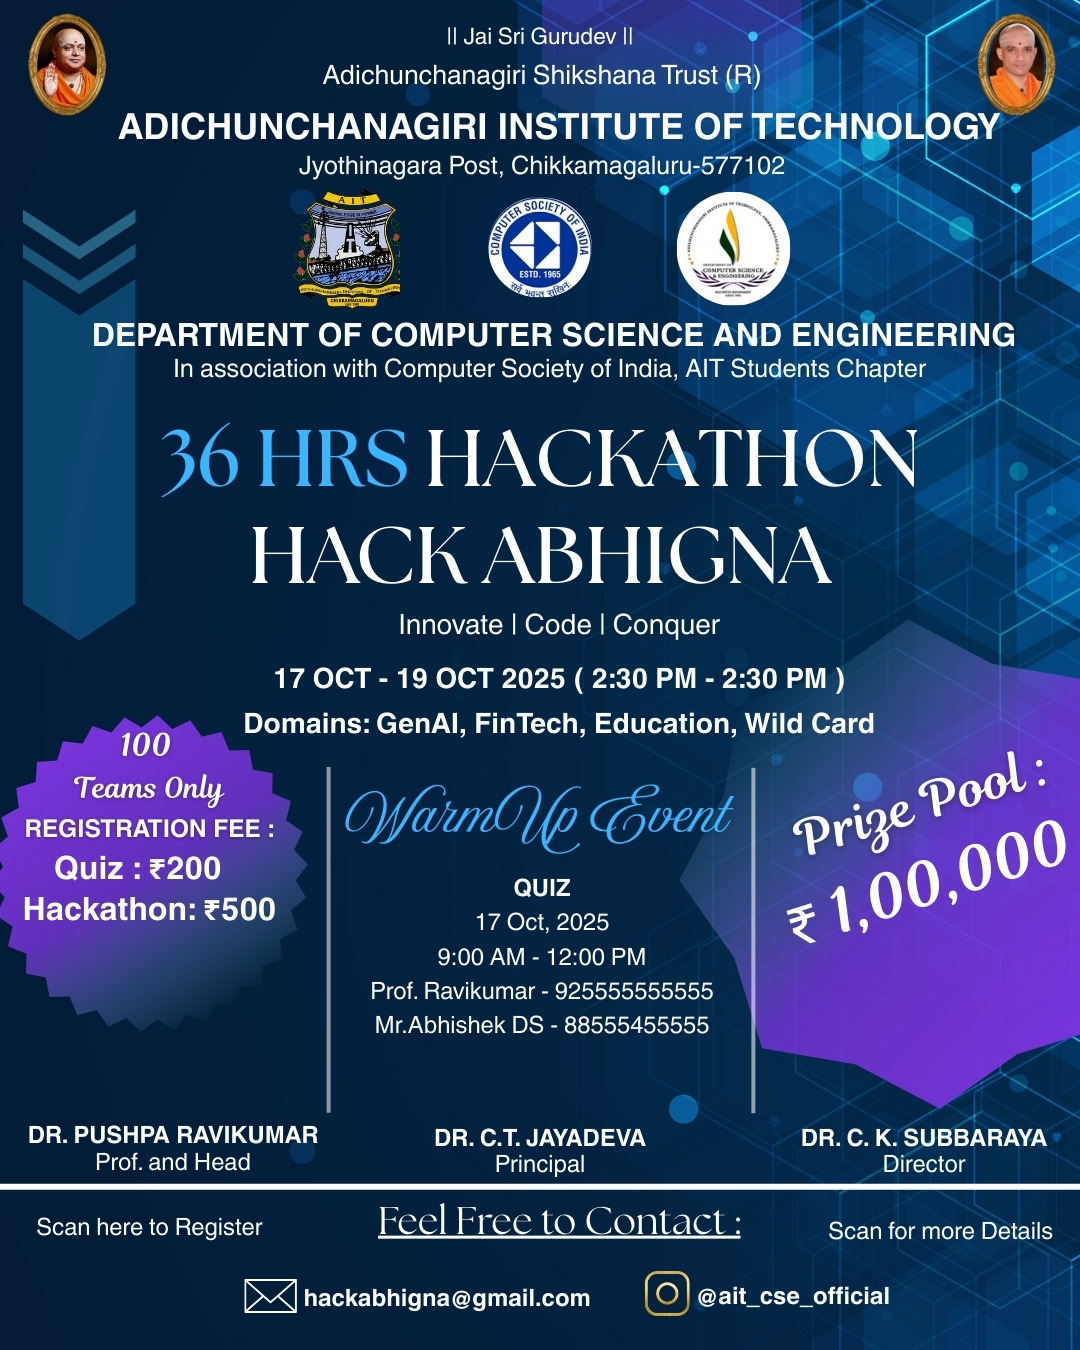 || Jai Sri Gurudev ||
Adichunchanagiri Shikshana Trust (R)
ADICHUNCHANAGIRI INSTITUTE OF TECHNOLOGY
Jyothinagara Post, Chikkamagaluru-577102
AIT
CHIKKAMAGALURU
COMPUTER SOCIETY OF INDIA
ESTD. 1965
COMPUTER SCIENCE
& ENGINEERING
DEPARTMENT OF COMPUTER SCIENCE AND ENGINEERING
In association with Computer Society of India, AIT Students Chapter
36 HRS HACKATHON
HACK ABHIGNA
Innovate | Code | Conquer
17 OCT - 19 OCT 2025 ( 2:30 PM - 2:30 PM )
Domains: GenAI, FinTech, Education, Wild Card
100
Teams Only
REGISTRATION FEE :
Quiz : ₹200
Hackathon: ₹500
WarmUp Event
QUIZ
17 Oct, 2025
9:00 AM - 12:00 PM
Prof. Ravikumar - 925555555555
Mr.Abhishek DS - 88555455555
Prize Pool :
₹ 1,00,000
DR. PUSHPA RAVIKUMAR
Prof. and Head
DR. C.T. JAYADEVA
Principal
DR. C. K. SUBBARAYA
Director
Scan here to Register
Feel Free to Contact :
Scan for more Details
hackabhigna@gmail.com
@ait_cse_official